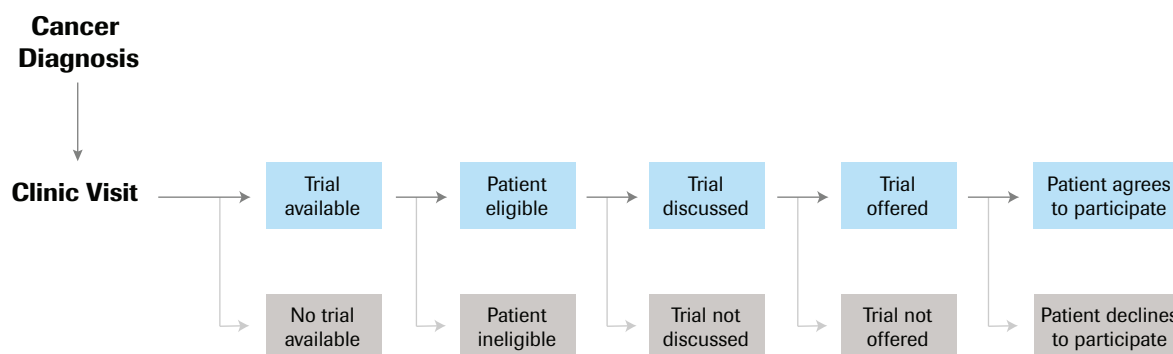 Cancer
Diagnosis
Clinic Visit
Trial
available
Patient
eligible
Trial
discussed
Trial
offered
Patient agrees
to participate
No trial
available
Patient
ineligible
Trial not
discussed
Trial not
offered
Patient declines
to participate